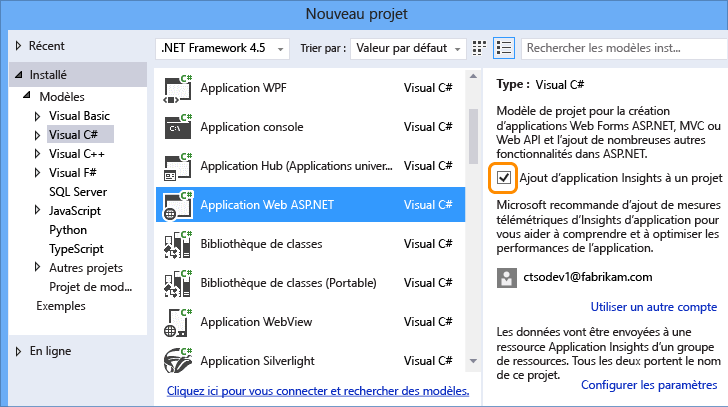 Nouveau projet
Récent
Installé
Modèles
Visual Basic
Visual C#
Visual C++
Visual F#
SQL Server
JavaScript
Python
TypeScript
Autres projets
Projet de mod...
Exemples
En ligne
.NET Framework 4.5 Trier par : Valeur par défaut Rechercher les modèles inst...
Application WPF Visual C#
Application console Visual C#
Application Hub (Applications univer... Visual C#
Application Web ASP.NET Visual C#
Bibliothèque de classes Visual C#
Bibliothèque de classes (Portable) Visual C#
Application WebView Visual C#
Application Silverlight Visual C#
Cliquez ici pour vous connecter et rechercher des modèles.
Type : Visual C#
Modèle de projet pour la création
d'applications Web Forms ASP.NET, MVC ou
Web API et l'ajout de nombreuses autres
fonctionnalités dans ASP.NET.
Ajout d'application Insights à un projet
Microsoft recommande d'ajout de mesures
télémétriques d'Insights d'application pour
vous aider à comprendre et à optimiser les
performances de l'application.
ctsodev1@fabrikam.com
Utiliser un autre compte
Les données vont être envoyées à une
ressource Application Insights d'un groupe
de ressources. Tous les deux portent le nom
de ce projet.
Configurer les paramètres